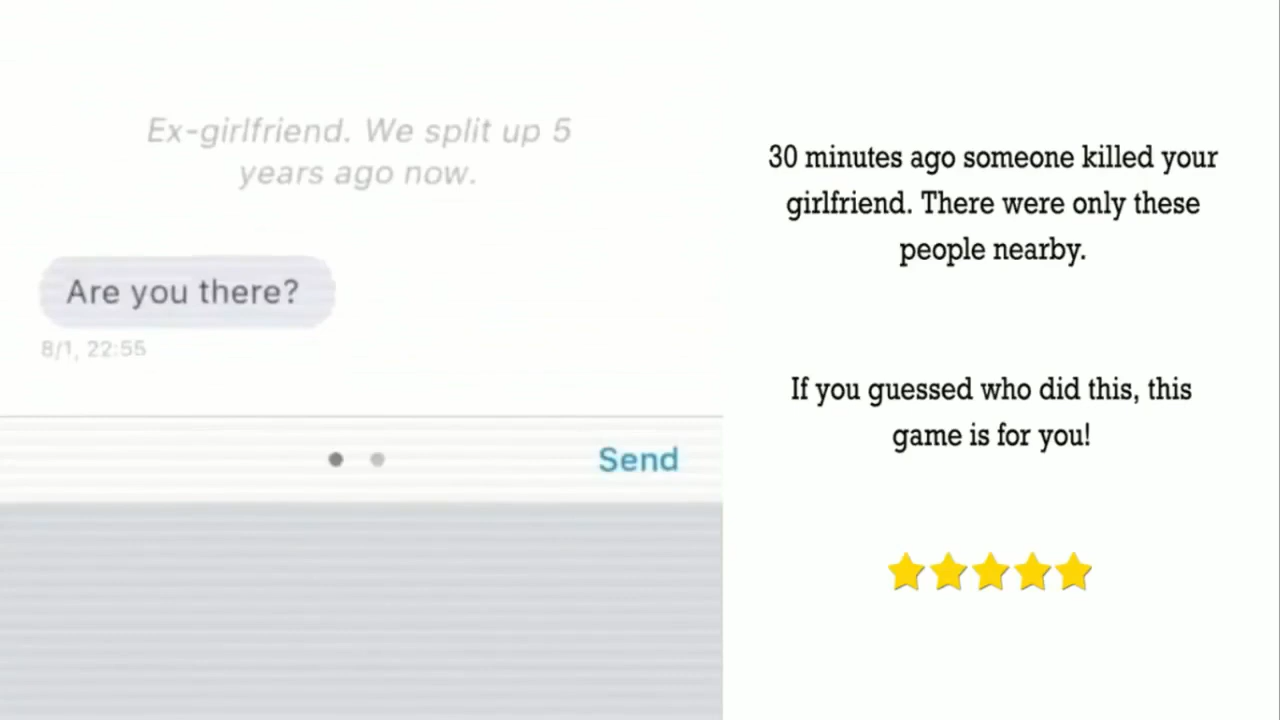 Ex-girlfriend. We split up 5
years ago now.
Are you there?
8/1, 22:55
Send
30 minutes ago someone killed your
girlfriend. There were only these
people nearby.
If you guessed who did this, this
game is for you!